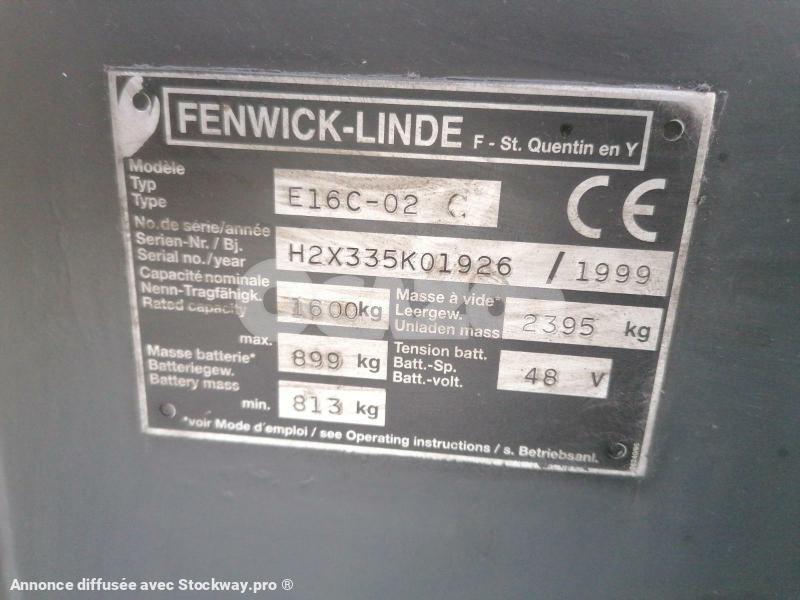 FENWICK-LINDE F - St. Quentin en Y
Modèle
Typ
Type
E16C-02 C
CE
No.de série/année
Serien-Nr. / Bj.
Serial no./year
H2X335K01926 / 1999
Capacité nominale
Nenn-Tragfähigk.
Rated capacity
1600kg
Masse à vide*
Leergew.
Unladen mass
2395 kg
max.
Masse batterie*
Batteriegew.
Battery mass
899 kg
min.
813 kg
Tension batt.
Batt.-Sp.
Batt.-volt.
48 V
*voir Mode d'emploi / see Operating instructions / s. Betriebsanl.
Annonce diffusée avec Stockway.pro ®